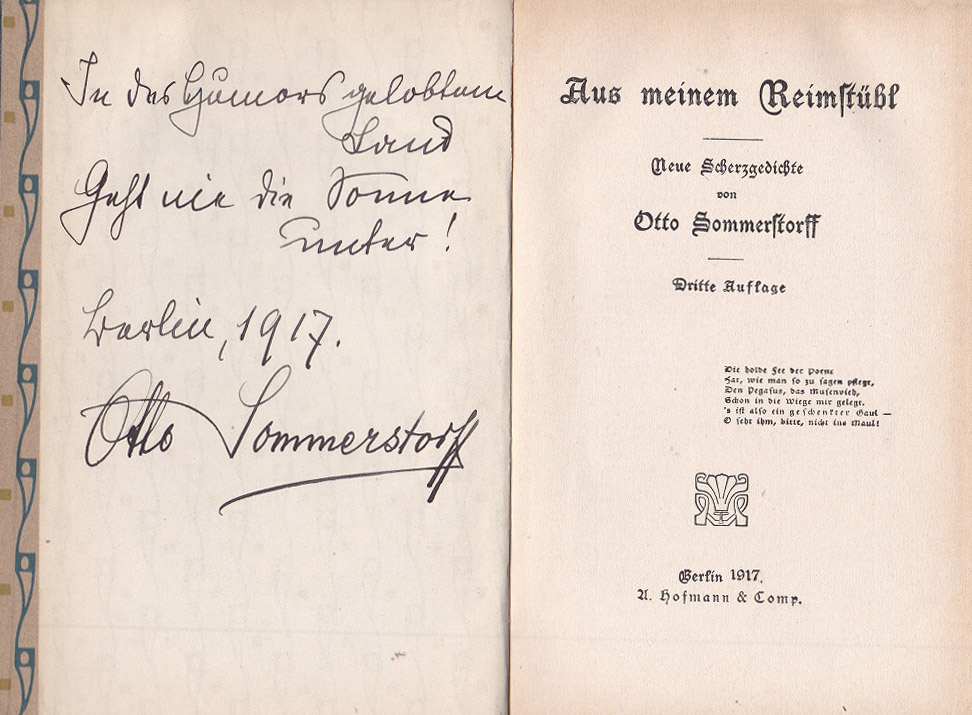 In des Humors gelobtem
Land
Geht nie die Sonne
unter!
Berlin, 1917.
Otto Sommerstorff
Aus meinem Reimstübl
Neue Scherzgedichte
von
Otto Sommerstorff
Dritte Auflage
Die holde Fee der Poesie
Hat, wie man so zu sagen pflegt,
Den Pegasus, das Musenvieh,
Schon in die Wiege mir gelegt.
's ist also ein geschenkter Gaul —
O seht ihm, bitte, nicht ins Maul!
Berlin 1917.
A. Hofmann & Comp.